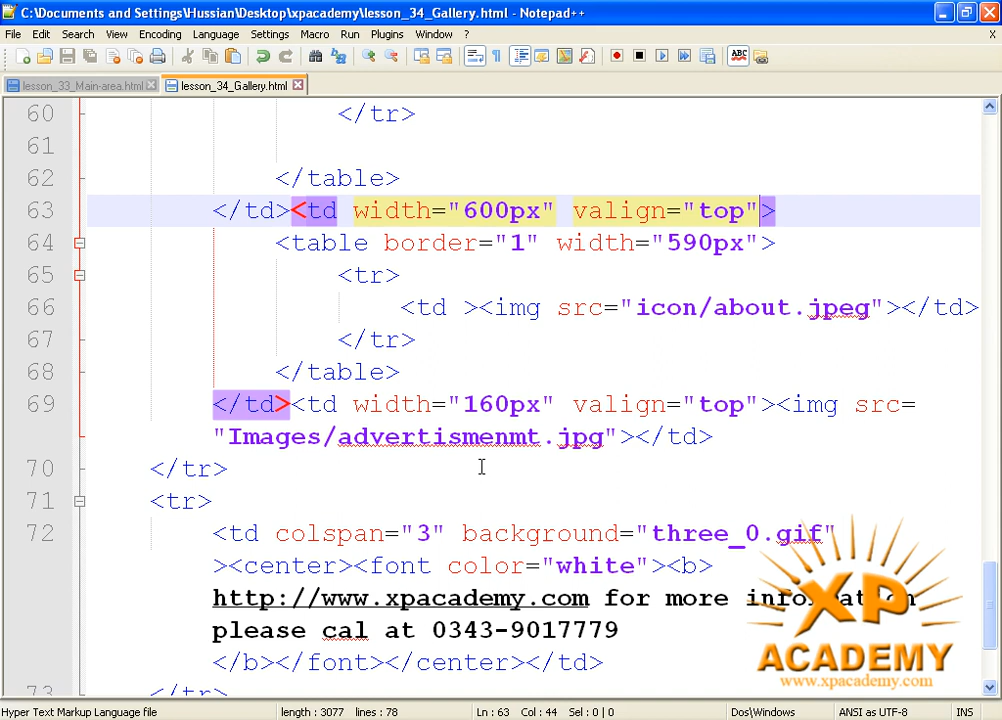 C:\Documents and Settings\Hussian\Desktop\xpacademy\lesson_34_Gallery.html - Notepad++
File Edit Search View Encoding Language Settings Macro Run Plugins Window ? X
lesson_33_Main-area.html lesson_34_Gallery.html
60 </tr>
61
62 </table>
63 </td><td width="600px" valign="top">
64 <table border="1" width="590px">
65 <tr>
66 <td ><img src="icon/about.jpeg"></td>
67 </tr>
68 </table>
69 </td><td width="160px" valign="top"><img src=
"Images/advertismenmt.jpg"></td>
70 </tr>
71 <tr>
72 <td colspan="3" background="three_0.gif"
><center><font color="white"><b>
http://www.xpacademy.com for more information
please cal at 0343-9017779
</b></font></center></td>
73 </tr>
XP
ACADEMY
www.xpacademy.com
Hyper Text Markup Language file length : 3077 lines : 78 Ln : 63 Col : 44 Sel : 0 | 0 Dos\Windows ANSI as UTF-8 INS